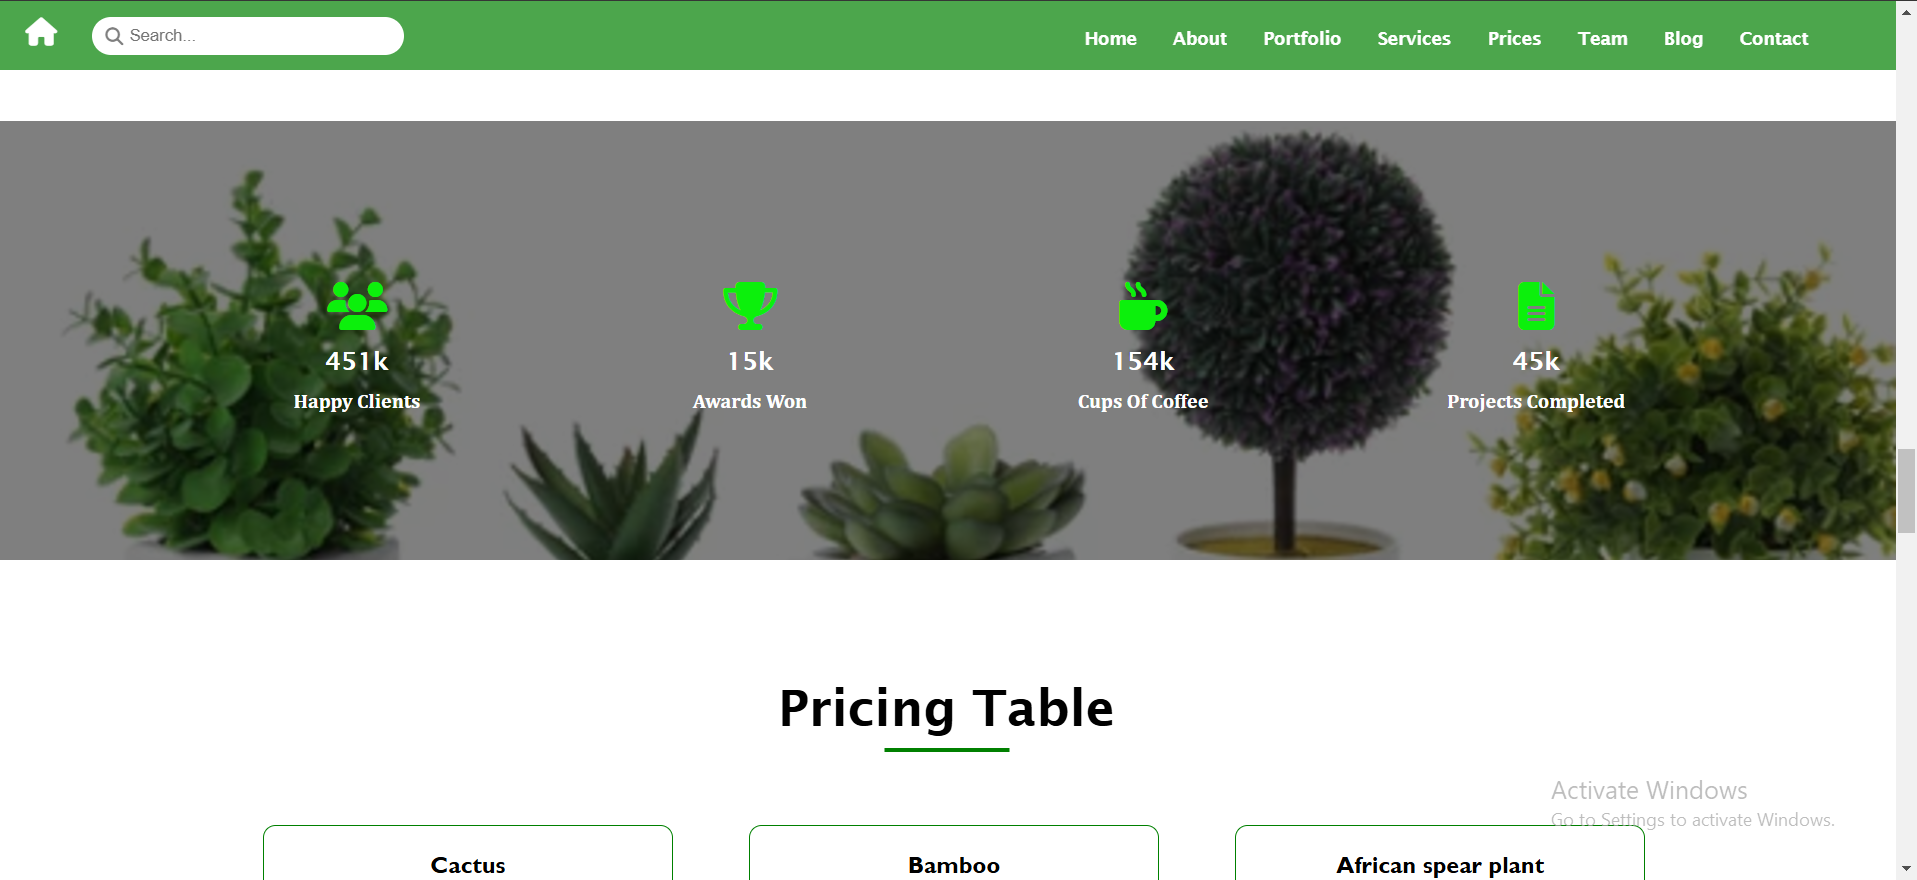 Search...
Home About Portfolio Services Prices Team Blog Contact
451k 15k 154k 45k
Happy Clients Awards Won Cups Of Coffee Projects Completed
Pricing Table
Activate Windows
Go to Settings to activate Windows.
Cactus Bamboo African spear plant